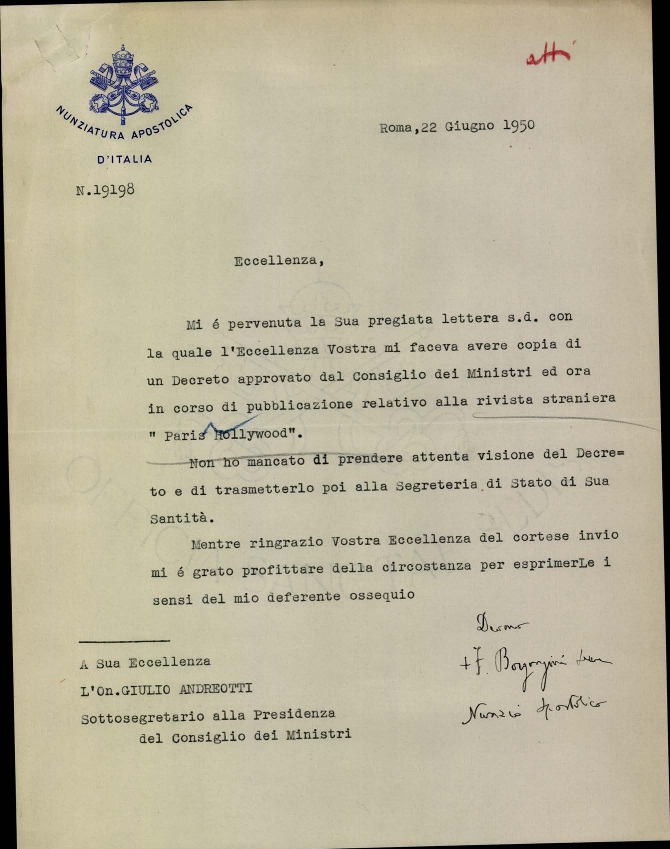 atti
NUNZIATURA APOSTOLICA
D'ITALIA
Roma,22 Giugno 1950
N.19198
Eccellenza,
Mi é pervenuta la Sua pregiata lettera s.d. con
la quale l'Eccellenza Vostra mi faceva avere copia di
un Decreto approvato dal Consiglio dei Ministri ed ora
in corso di pubblicazione relativo alla rivista straniera
" Paris Hollywood".
Non ho mancato di prendere attenta visione del Decre=
to e di trasmetterlo poi alla Segreteria di Stato di Sua
Santità.
Mentre ringrazio Vostra Eccellenza del cortese invio
mi é grato profittare della circostanza per esprimerLe i
sensi del mio deferente ossequio
Devmo
+ F. Borgongini Duca
Nunzio Apostolico
A Sua Eccellenza
L'On.GIULIO ANDREOTTI
Sottosegretario alla Presidenza
del Consiglio dei Ministri